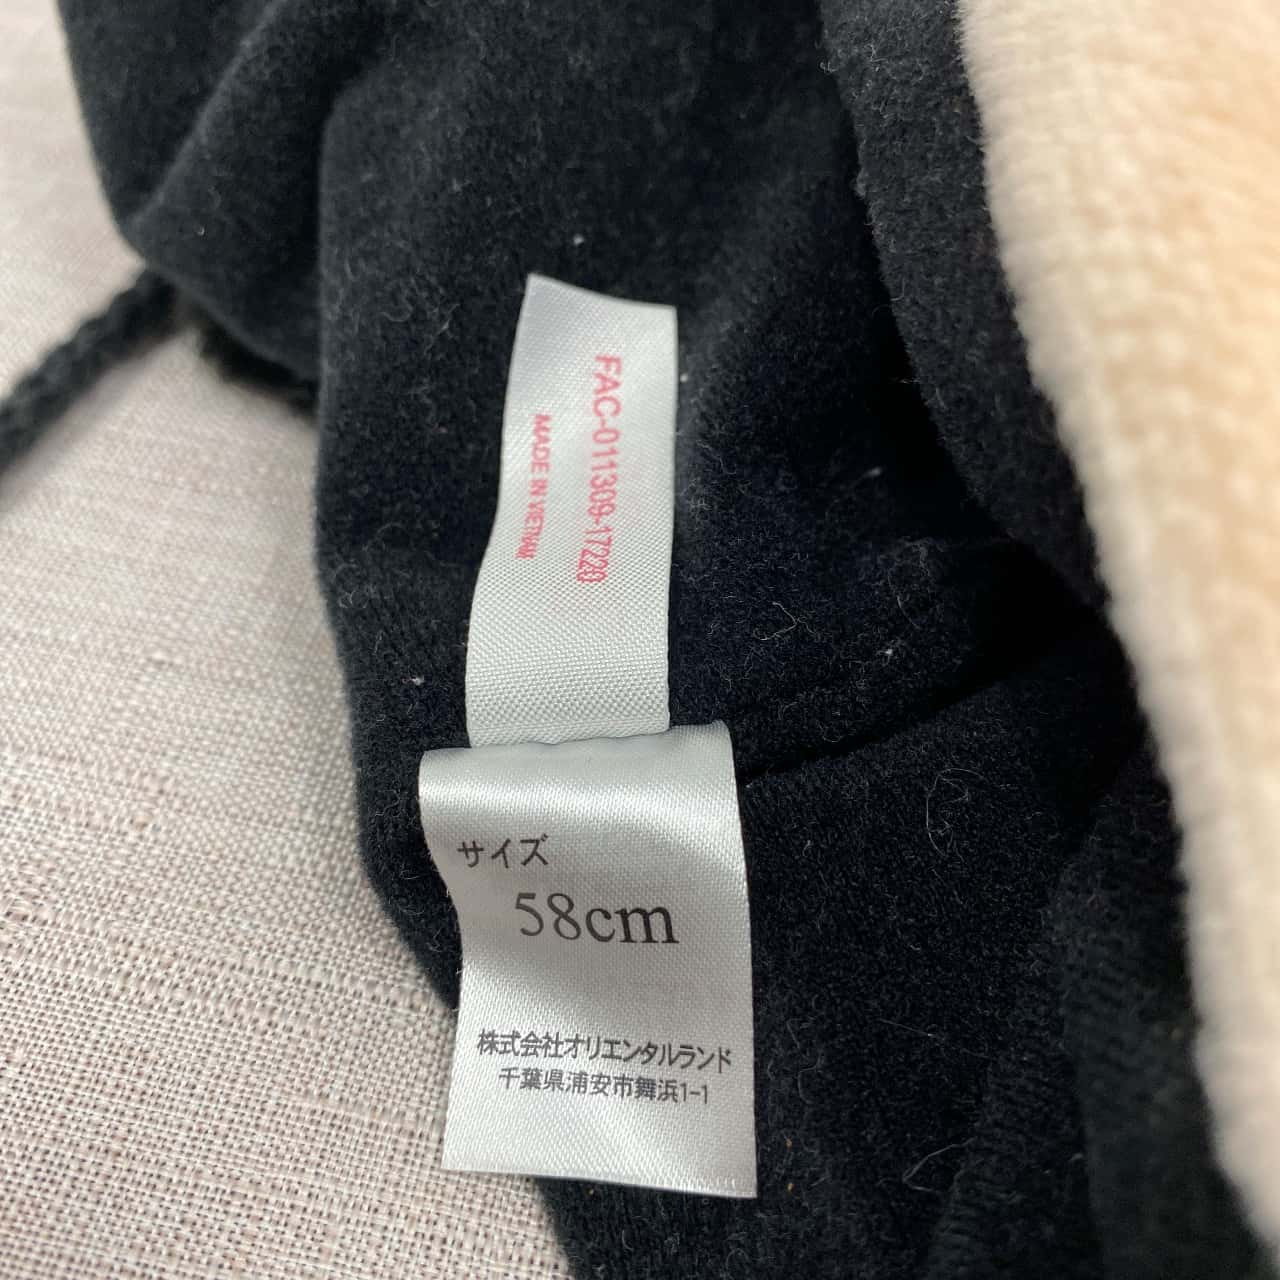 FAC-011309-17220
MADE IN VIETNAM
サイズ
58cm
株式会社オリエンタルランド
千葉県浦安市舞浜1-1